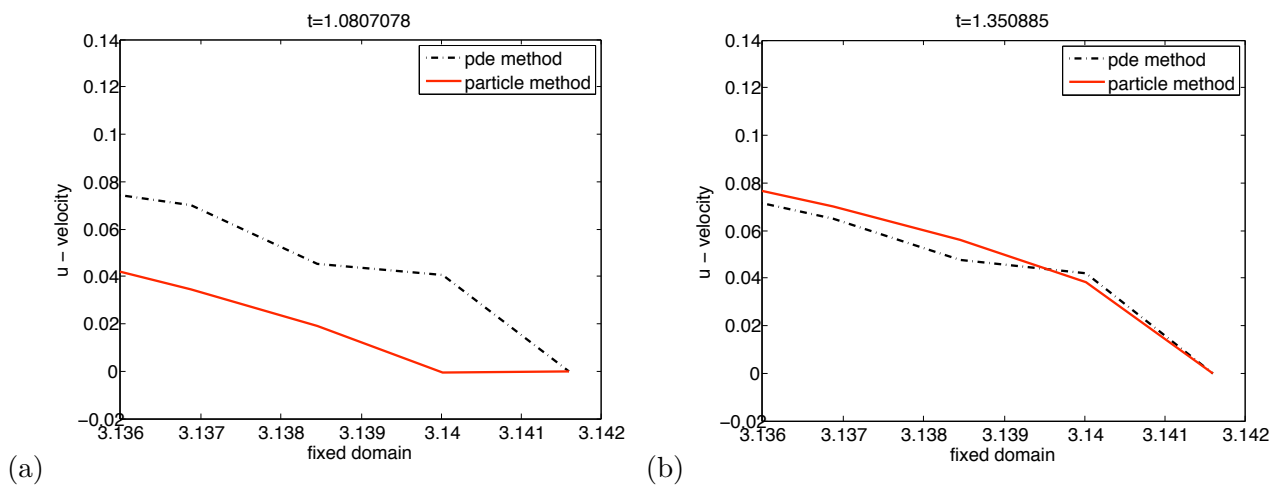 t=1.0807078
0.14
0.12
0.1
0.08
0.06
0.04
0.02
0
−0.02
u − velocity
pde method
particle method
3.136 3.137 3.138 3.139 3.14 3.141 3.142
fixed domain
(a)
t=1.350885
0.14
0.12
0.1
0.08
0.06
0.04
0.02
0
−0.02
u − velocity
pde method
particle method
3.136 3.137 3.138 3.139 3.14 3.141 3.142
fixed domain
(b)